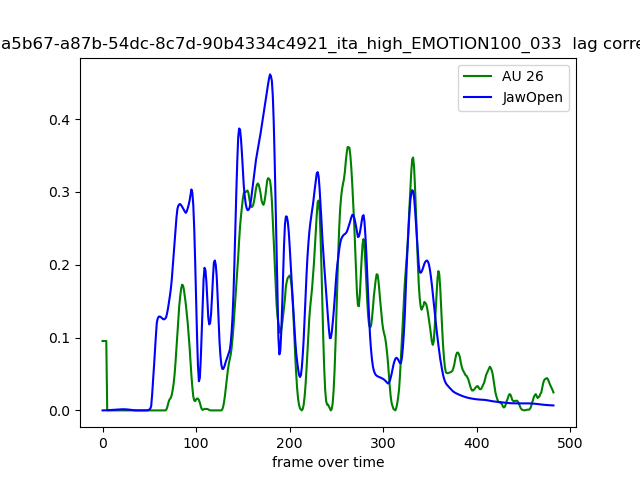 a5b67-a87b-54dc-8c7d-90b4334c4921_ita_high_EMOTION100_033 lag corre
AU 26
JawOpen
0.4
0.3
0.2
0.1
0.0
0 100 200 300 400 500
frame over time